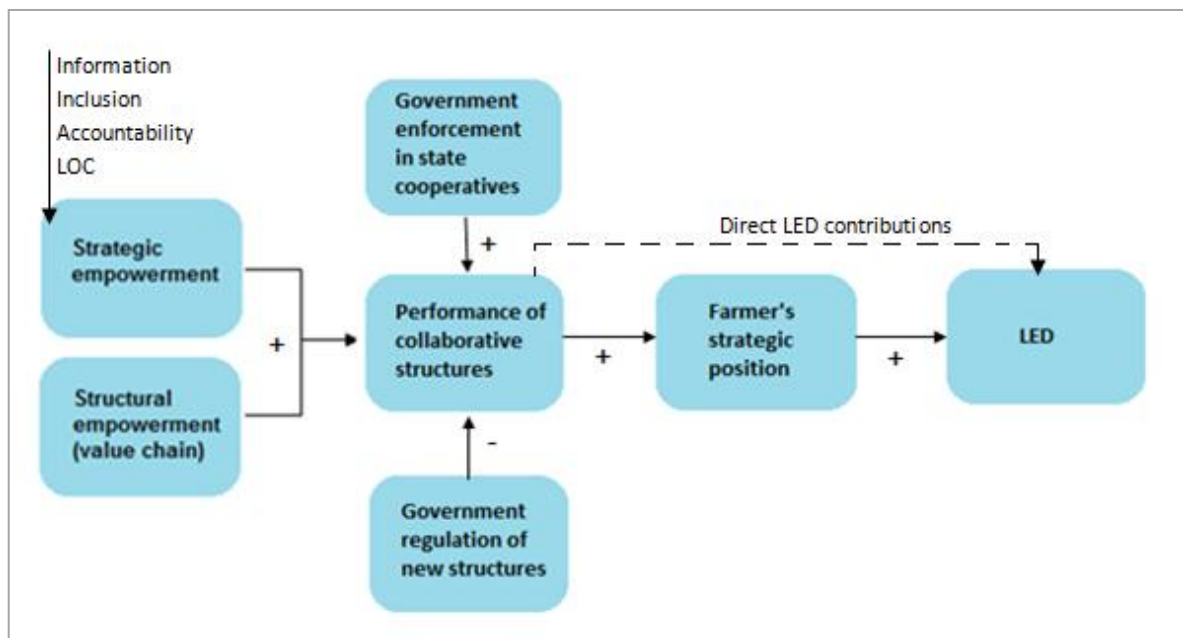 Information
Inclusion
Accountability
LOC
Government
enforcement
in state
cooperatives
Direct LED contributions
Strategic
empowerment
+
+
Performance of
collaborative
structures
+
Farmer's
strategic
position
+
LED
Structural
empowerment
(value chain)
-
Government
regulation of
new structures